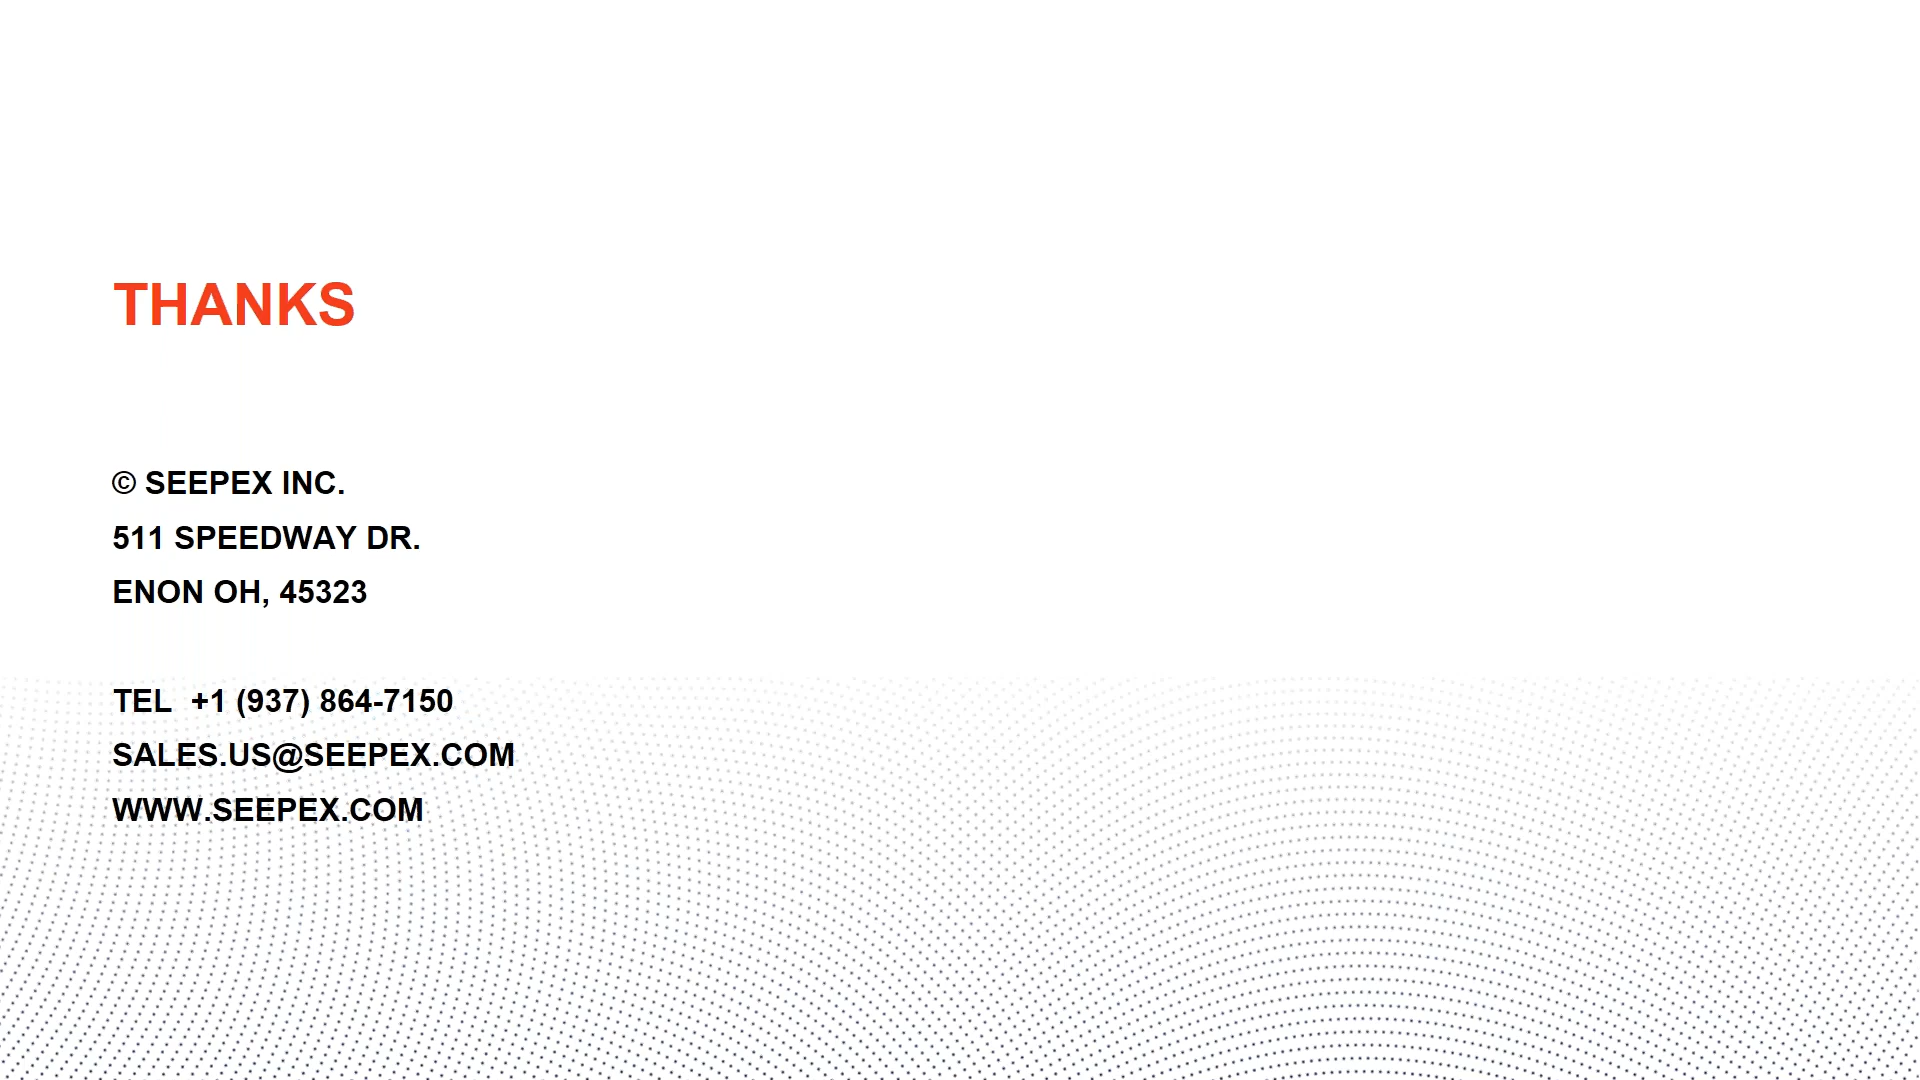 THANKS
© SEEPEX INC.
511 SPEEDWAY DR.
ENON OH, 45323
TEL  +1 (937) 864-7150
SALES.US@SEEPEX.COM
WWW.SEEPEX.COM